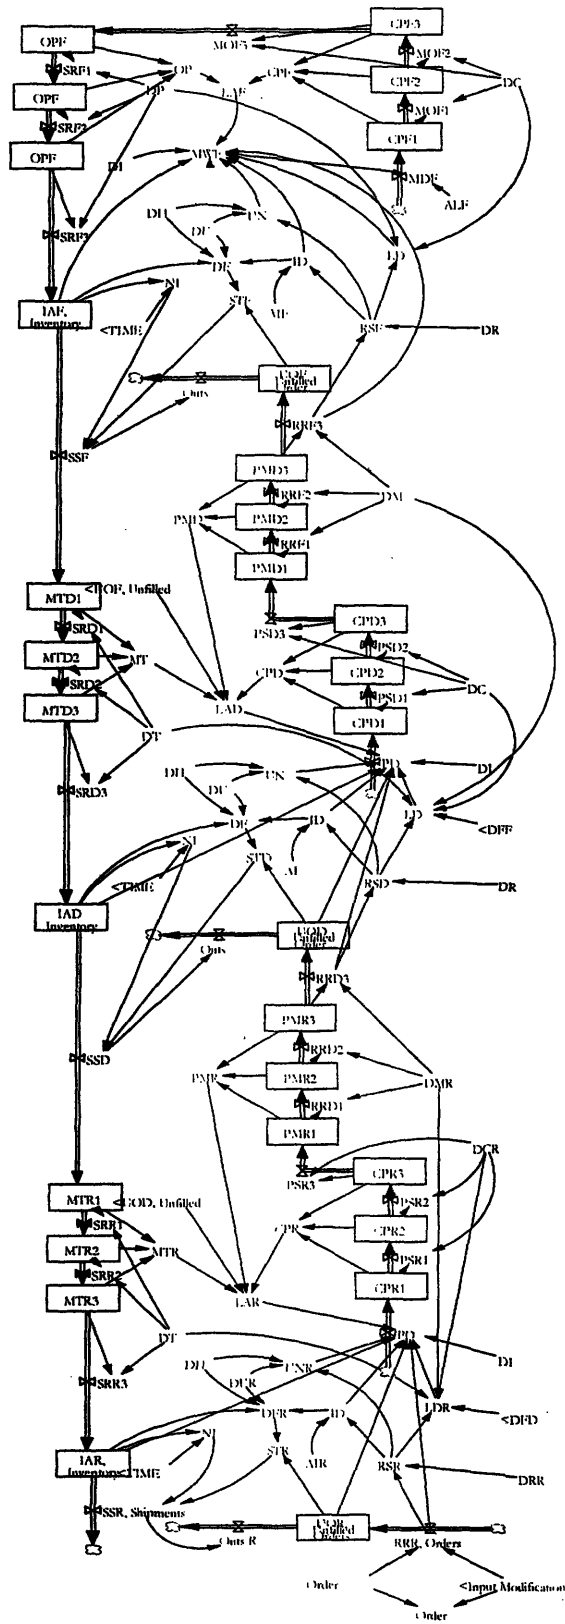 CPF3
OPF
MOF3
MOF2
SRF1
OP
CPF
CPF2
DC
OPF
DP
LAF
SRF2
MOF1
CPF1
OPF
MWF
DI
MDF
ALF
DH
UN
SRF3
DF
LD
DF
ID
NI
STF
IAF,
Inventory
AIF
<TIME
RSF
DR
UOF
Unfilled
Order
Outs
RRF3
SSF
PMD3
RRF2
DM
PMD
PMD2
RRF1
PMD1
MTD1
<UOF, Unfilled
CPD3
SRD1
PSD3
PSD2
MTD2
MT
CPD
CPD2
SRD2
DC
PSD1
MTD3
LAD
CPD1
DT
PD
DI
DH
UN
SRD3
DF
LD
DF
ID
<DFF
NI
STD
AI
<TIME
RSD
DR
IAD
Inventory
UOD
Unfilled
Order
Outs
RRD3
PMR3
RRD2
SSD
PMR
PMR2
DMR
RRD1
PMR1
DCR
PSR3
CPR3
MTR1
<UOD, Unfilled
PSR2
SRR1
CPR
CPR2
MTR2
MTR
PSR1
SRR2
CPR1
MTR3
LAR
DT
PD
DI
DH
UNR
SRR3
DFR
LDR
DFR
ID
<DFD
NI
STR
AIR
IAR,
Inventory
<TIME
RSR
DRR
SSR, Shipments
UOR
Unfilled
Orders
Outs R
RRR, Orders
Order
<Input Modification
Order